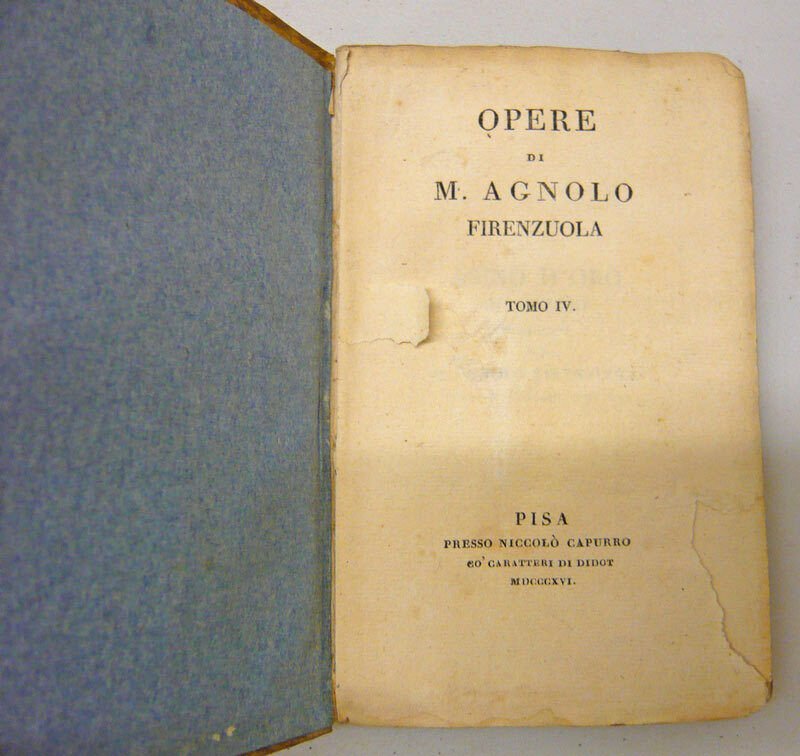 OPERE
DI
M. AGNOLO
FIRENZUOLA
TOMO IV.
PISA
PRESSO NICCOLÒ CAPURRO
CO' CARATTERI DI DIDOT
MDCCCXVI.